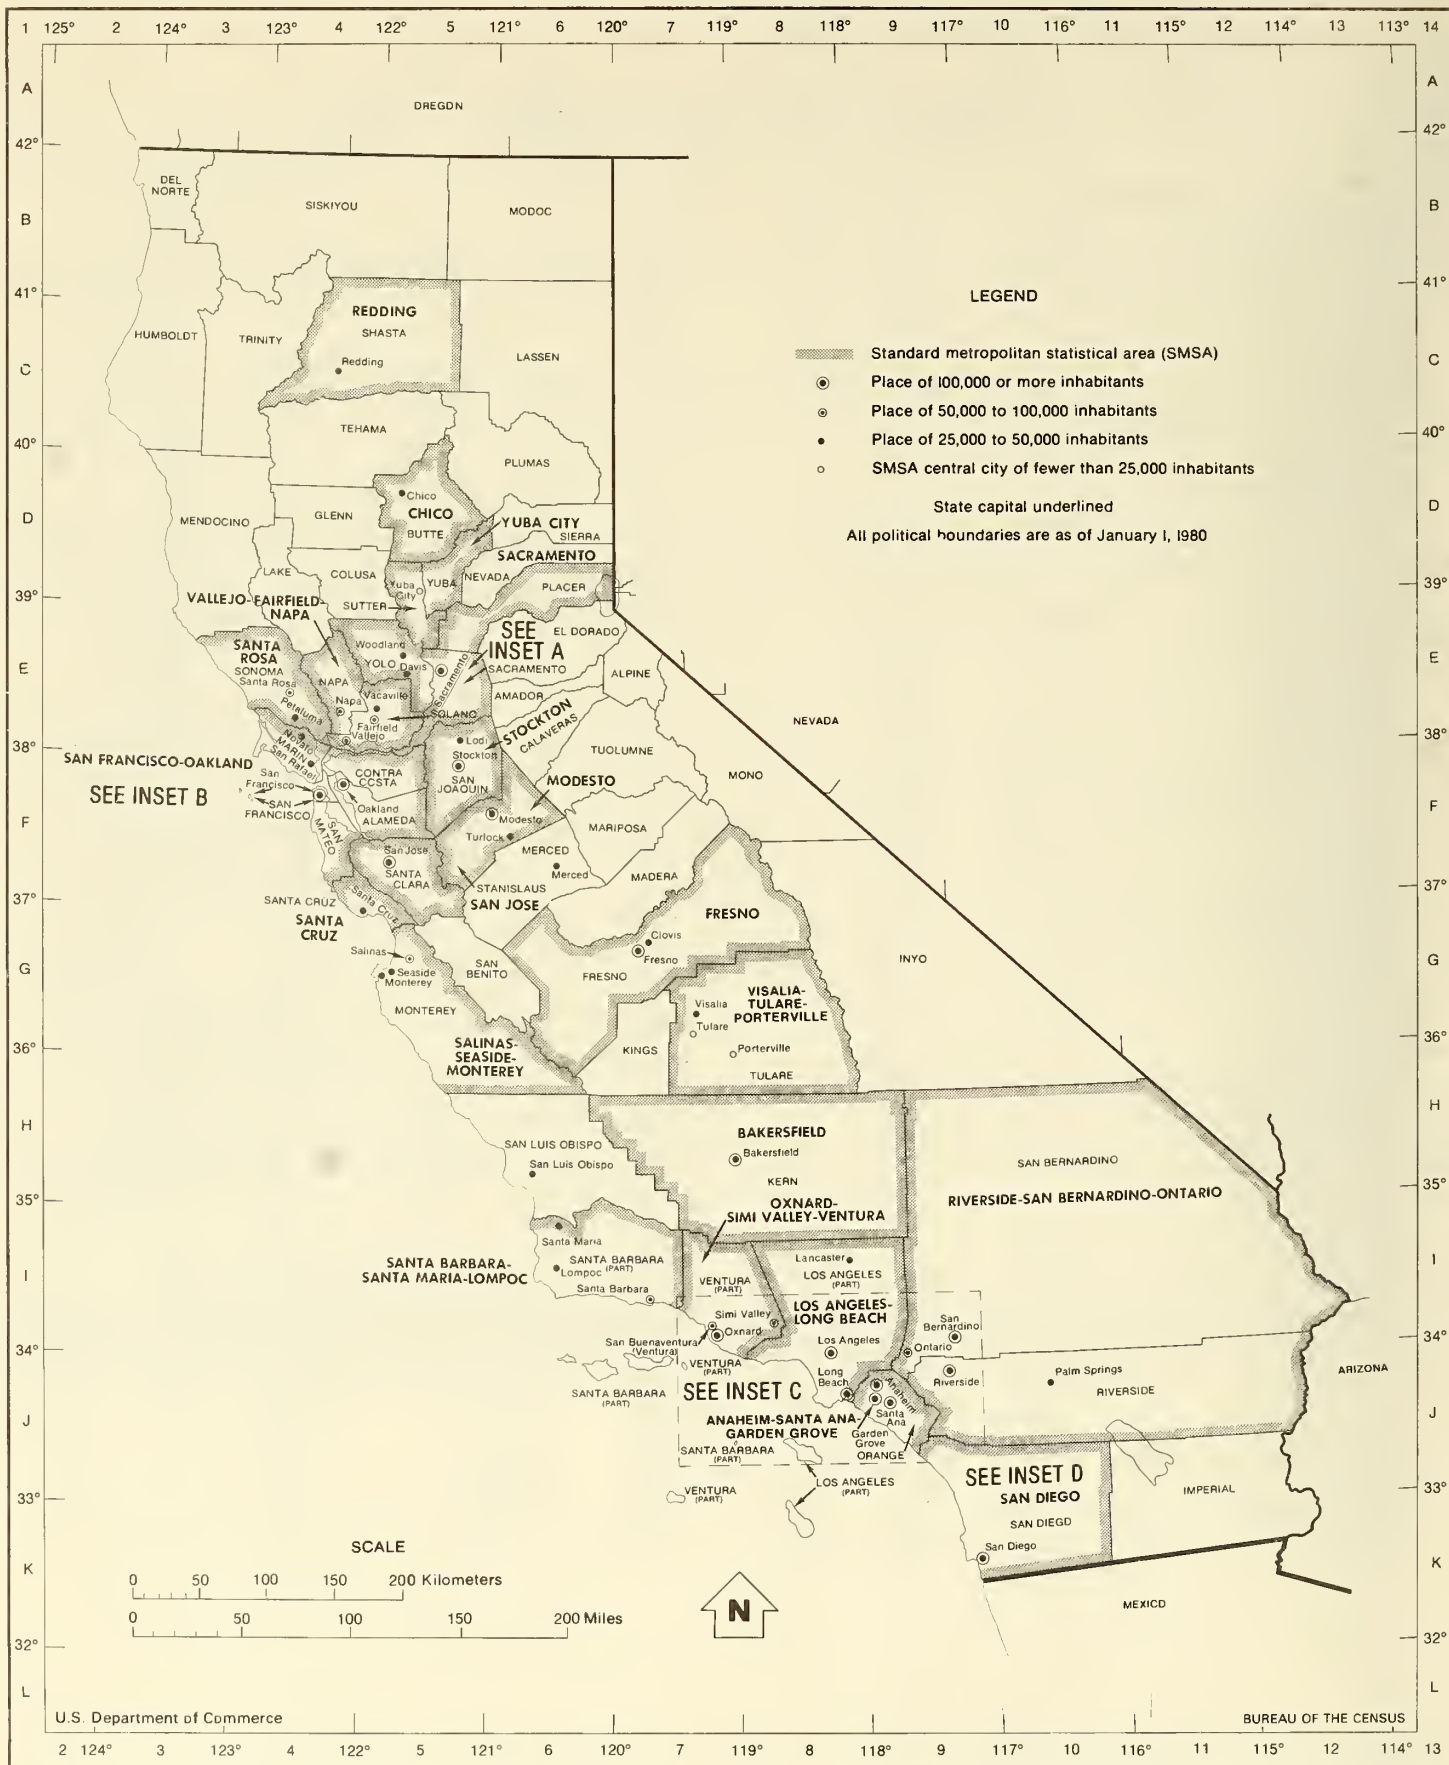 1 125° 2 124° 3 123° 4 122° 5 121° 6 120° 7 119° 8 118° 9 117° 10 116° 11 115° 12 114° 13 113° 14
A A
DREGDN
42° 42°
DEL
NORTE
SISKIYOU
MODOC
B B
41° 41°
LEGEND
REDDING
SHASTA
Redding
HUMBOLDT
TRINITY
LASSEN
C C
Standard metropolitan statistical area (SMSA)
Place of 100,000 or more inhabitants
Place of 50,000 to 100,000 inhabitants
Place of 25,000 to 50,000 inhabitants
SMSA central city of fewer than 25,000 inhabitants
State capital underlined
All political boundaries are as of January 1, 1980
40° 40°
TEHAMA
PLUMAS
Chico
CHICO
BUTTE
D D
MENDOCINO
GLENN
YUBA CITY
SIERRA
SACRAMENTO
LAKE
COLUSA
Yuba
City
YUBA
NEVADA
PLACER
39° 39°
SUTTER
VALLEJO-FAIRFIELD-
NAPA
SEE
INSET A
EL DORADO
SANTA
ROSA
SONOMA
Santa Rosa
Woodland
YOLO
Davis
Sacramento
SACRAMENTO
ALPINE
E E
NAPA
Napa
Vacaville
AMADOR
Petaluma
SOLANO
Fairfield
Vallejo
STOCKTON
CALAVERAS
NEVADA
Novato
MARIN
San Rafael
Lodi
Stockton
TUOLUMNE
38° 38°
SAN FRANCISCO-OAKLAND
SEE INSET B
San
Francisco
SAN
FRANCISCO
CONTRA
CCSTA
SAN
JOAQUIN
MODESTO
MONO
Oakland
ALAMEDA
Modesto
F F
MARIPOSA
SAN
MATEO
Turlock
MERCED
Merced
San Jose
SANTA
CLARA
STANISLAUS
SAN JOSE
MADERA
37° 37°
SANTA CRUZ
Santa Cruz
SANTA
CRUZ
FRESNO
Clovis
Fresno
Salinas
Seaside
Monterey
SAN
BENITO
FRESNO
G G
INYO
MONTEREY
VISALIA-
TULARE-
PORTERVILLE
Visalia
Tulare
Porterville
TULARE
36° 36°
SALINAS-
SEASIDE-
MONTEREY
KINGS
H H
SAN LUIS OBISPO
San Luis Obispo
BAKERSFIELD
Bakersfield
KERN
SAN BERNARDINO
RIVERSIDE-SAN BERNARDINO-ONTARIO
35° 35°
OXNARD-
SIMI VALLEY-VENTURA
Santa Maria
SANTA BARBARA-
SANTA MARIA-LOMPOC
SANTA BARBARA
(PART)
Lompoc
Santa Barbara
Lancaster
LOS ANGELES
(PART)
I I
VENTURA
(PART)
LOS ANGELES-
LONG BEACH
Simi Valley
Oxnard
San Buenaventura
(Ventura)
Los Angeles
San
Bernardino
Ontario
34° 34°
VENTURA
(PART)
SANTA BARBARA
(PART)
SEE INSET C
Long
Beach
Anaheim
Santa
Ana
Riverside
Palm Springs
RIVERSIDE
ARIZONA
J J
ANAHEIM-SANTA ANA-
GARDEN GROVE
Garden
Grove
ORANGE
SANTA BARBARA
(PART)
LOS ANGELES
(PART)
VENTURA
(PART)
SEE INSET D
SAN DIEGO
SAN DIEGD
San Diego
IMPERIAL
33° 33°
SCALE
K K
0 50 100 150 200 Kilometers
0 50 100 150 200 Miles
N
MEXICD
32° 32°
L L
U.S. Department of Commerce
BUREAU OF THE CENSUS
2 124° 3 123° 4 122° 5 121° 6 120° 7 119° 8 118° 9 117° 10 116° 11 115° 12 114° 13